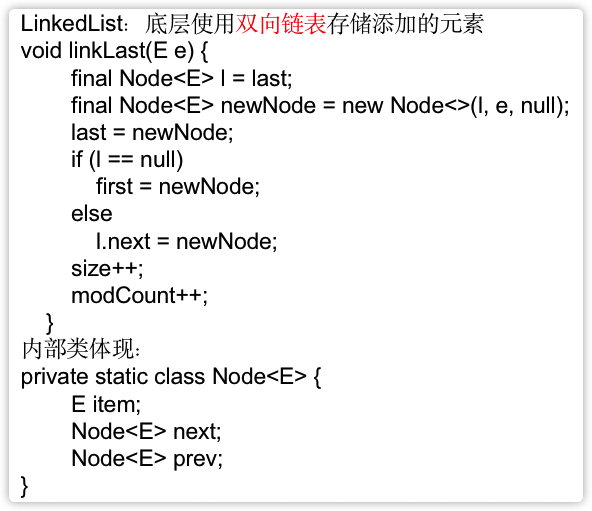 LinkedList：底层使用双向链表存储添加的元素
void linkLast(E e) {
final Node<E> l = last;
final Node<E> newNode = new Node<>(l, e, null);
last = newNode;
if (l == null)
first = newNode;
else
l.next = newNode;
size++;
modCount++;
}
内部类体现：
private static class Node<E> {
E item;
Node<E> next;
Node<E> prev;
}